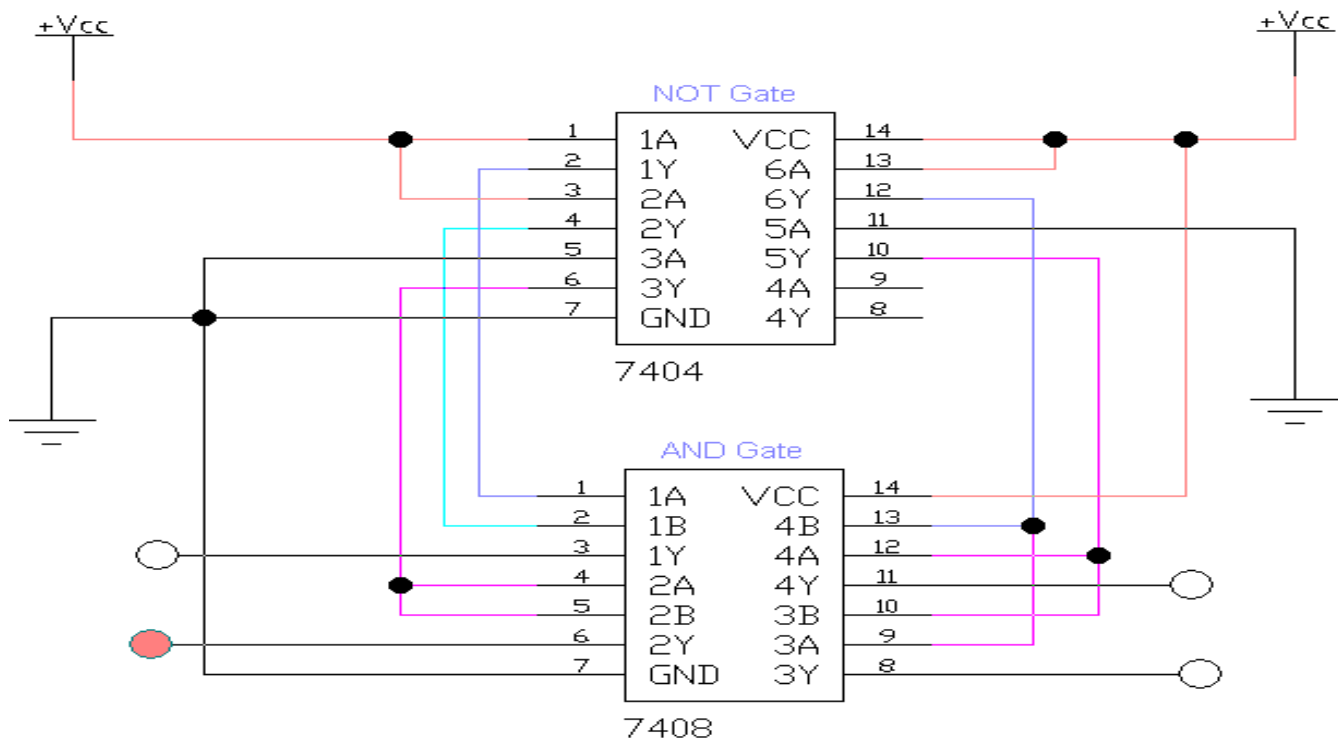 +Vcc +Vcc
NOT Gate
1 1A VCC 14
2 1Y 6A 13
3 2A 6Y 12
4 2Y 5A 11
5 3A 5Y 10
6 3Y 4A 9
7 GND 4Y 8
7404
AND Gate
1 1A VCC 14
2 1B 4B 13
3 1Y 4A 12
4 2A 4Y 11
5 2B 3B 10
6 2Y 3A 9
7 GND 3Y 8
7408